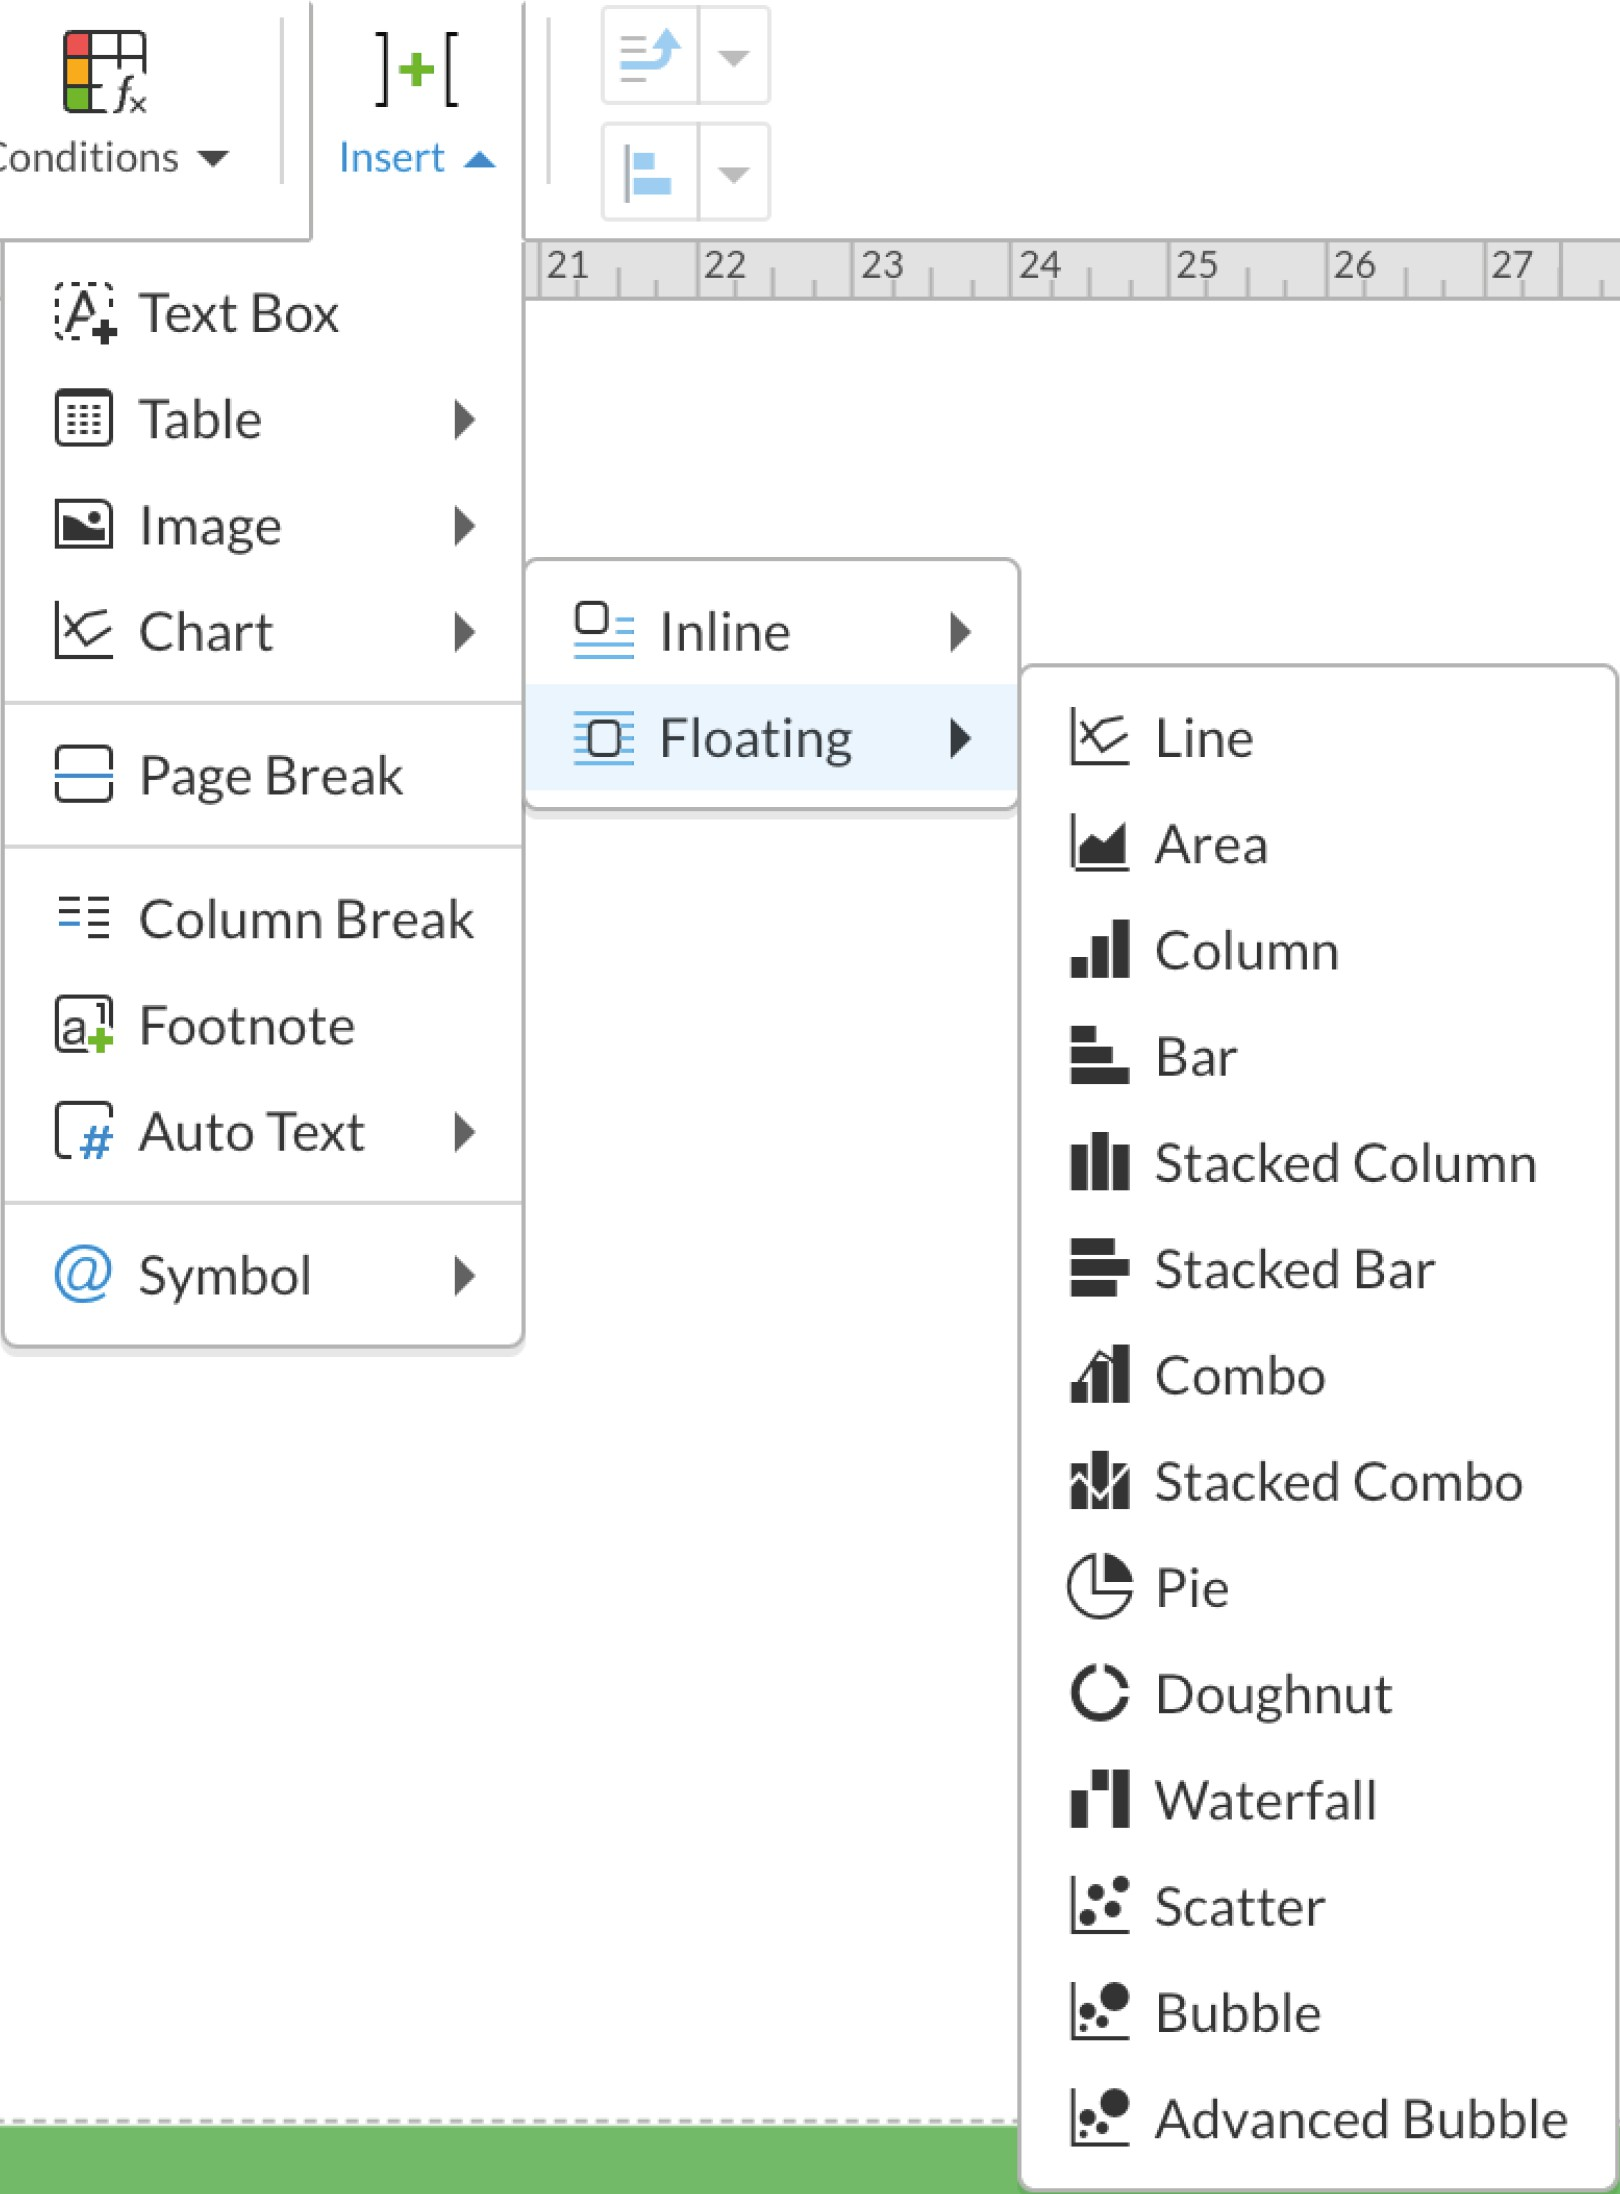 Conditions
Insert
21 22 23 24 25 26 27
Text Box
Table
Image
Chart
Page Break
Column Break
Footnote
Auto Text
Symbol
Inline
Floating
Line
Area
Column
Bar
Stacked Column
Stacked Bar
Combo
Stacked Combo
Pie
Doughnut
Waterfall
Scatter
Bubble
Advanced Bubble